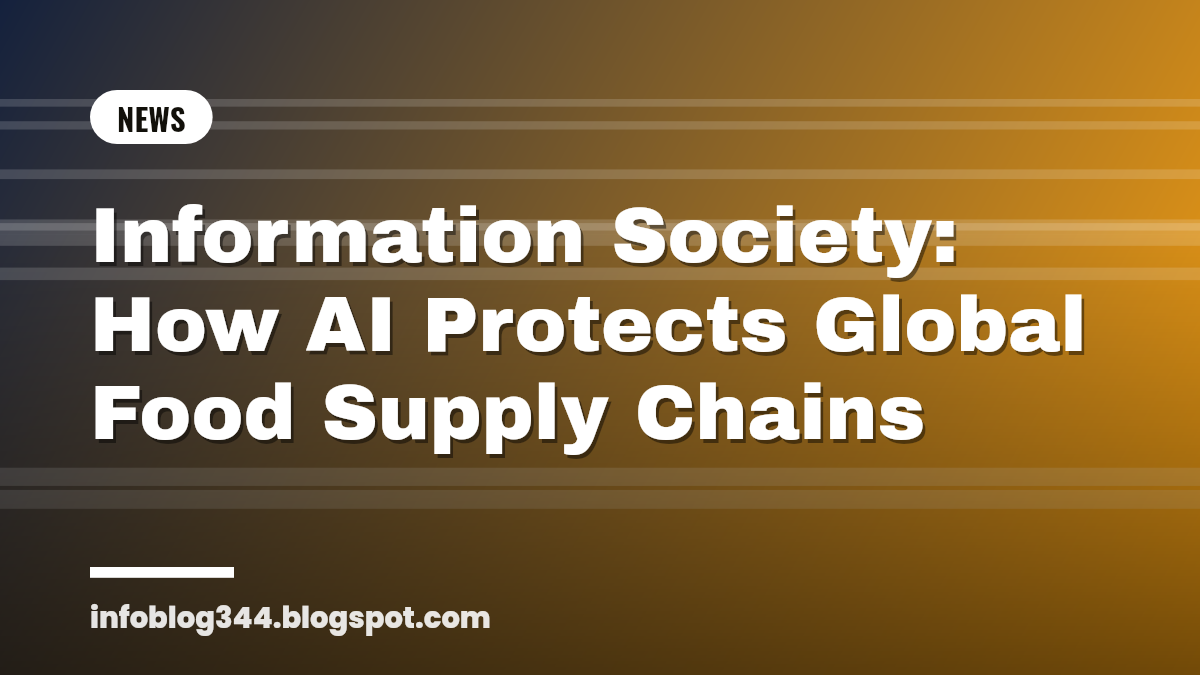 NEWS
Information Society:
How AI Protects Global
Food Supply Chains
infoblog344.blogspot.com